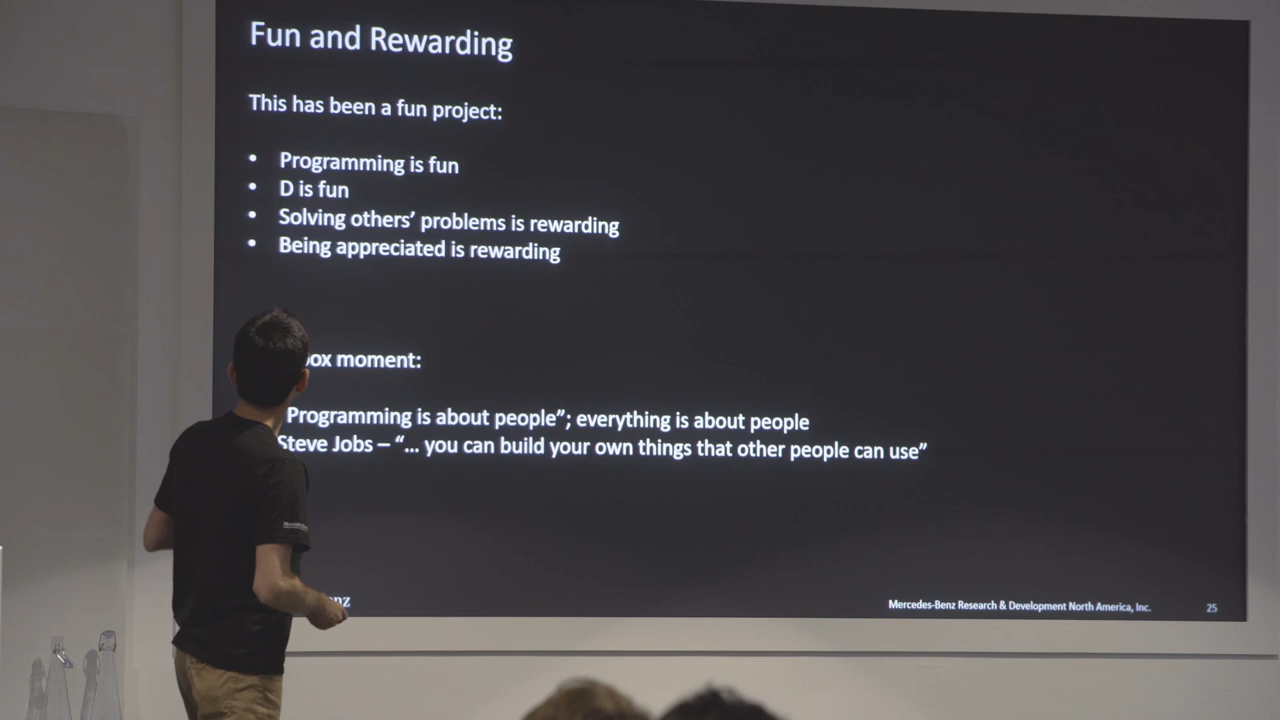 Fun and Rewarding
This has been a fun project:
• Programming is fun
• D is fun
• Solving others’ problems is rewarding
• Being appreciated is rewarding
moment:
Programming is about people”; everything is about people
Steve Jobs – “... you can build your own things that other people can use”
Mercedes-Benz Research & Development North America, Inc.
25